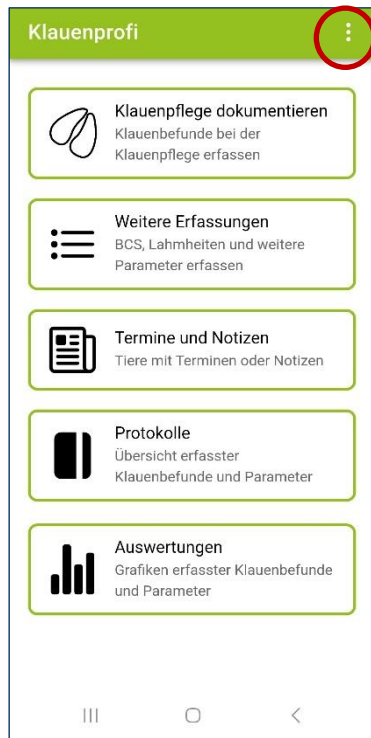 Klauenprofi
Klauenpflege dokumentieren
Klauenbefunde bei der
Klauenpflege erfassen
Weitere Erfassungen
BCS, Lahmheiten und weitere
Parameter erfassen
Termine und Notizen
Tiere mit Terminen oder Notizen
Protokolle
Übersicht erfasster
Klauenbefunde und Parameter
Auswertungen
Grafiken erfasster Klauenbefunde
und Parameter